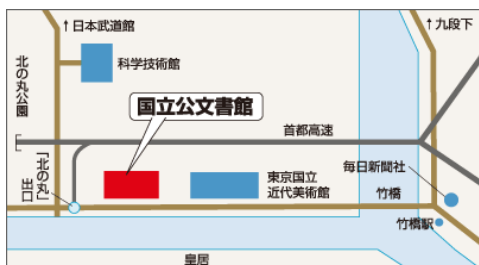 ↑日本武道館
↑九段下
科学技術館
北の丸公園
国立公文書館
首都高速
「北の丸」
出口
東京国立
近代美術館
毎日新聞社
竹橋
竹橋駅
皇居